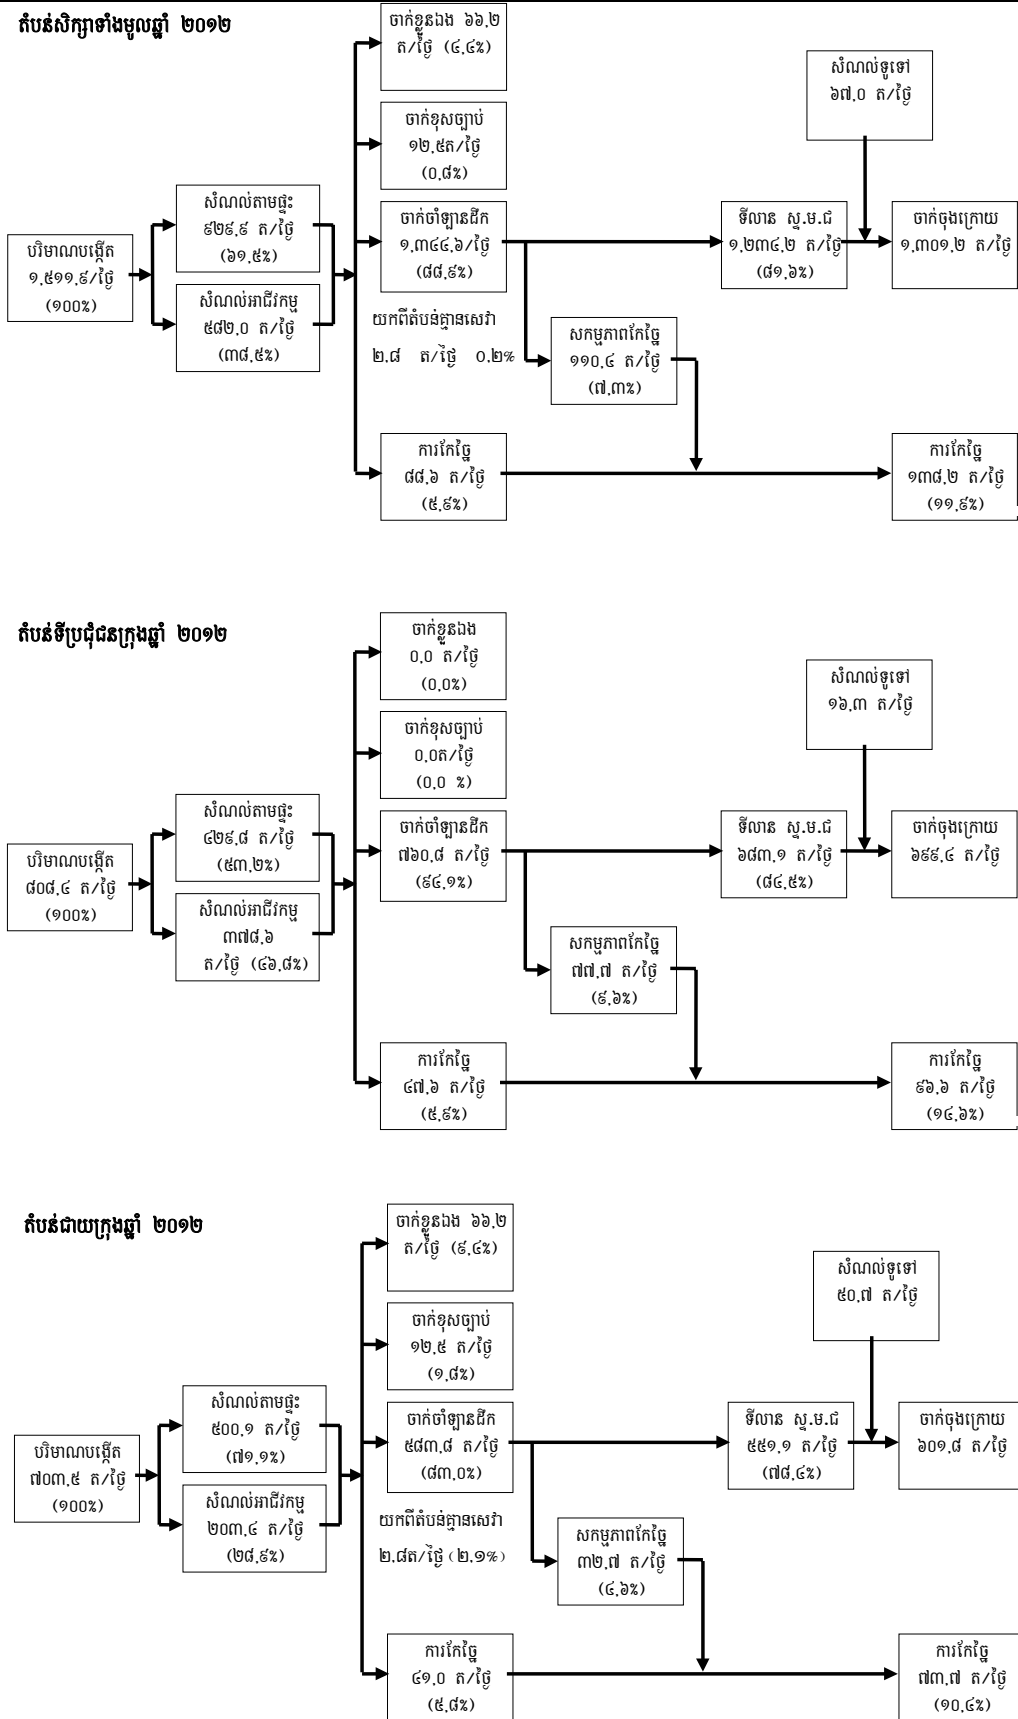 តំបន់សិក្សាទាំងមូលឆ្នាំ ២០១២
ចាក់ខ្លួនឯង ៦៦,២
ត/ថ្ងៃ (៤,៤%)
ចាក់ខុសច្បាប់
១២,៥ត/ថ្ងៃ
(០,៨%)
សំណល់ទូទៅ
៦៧,០ ត/ថ្ងៃ
បរិមាណបង្កើត
១,៥១១,៩/ថ្ងៃ
(១០០%)
សំណល់តាមផ្ទះ
៩២៩,៩ ត/ថ្ងៃ
(៦១,៥%)
សំណល់អាជីវកម្ម
៥៨២,០ ត/ថ្ងៃ
(៣៨,៥%)
ចាក់ចាំឡានដឹក
១,៣៤៤,៦/ថ្ងៃ
(៨៨,៩%)
យកពីតំបន់គ្មានសេវា
២,៨ ត/ថ្ងៃ ០,២%
ទីលាន ស្ទ.ម.ជ
១,២៣៤,២ ត/ថ្ងៃ
(៨១,៦%)
ចាក់ចុងក្រោយ
១,៣០១,២ ត/ថ្ងៃ
សកម្មភាពកែច្នៃ
១១០,៤ ត/ថ្ងៃ
(៧,៣%)
ការកែច្នៃ
៨៨,៦ ត/ថ្ងៃ
(៥,៩%)
ការកែច្នៃ
១៣៨,២ ត/ថ្ងៃ
(១១,៩%)
តំបន់ទីប្រជុំជនក្រុងឆ្នាំ ២០១២
ចាក់ខ្លួនឯង
០,០ ត/ថ្ងៃ
(០,០%)
ចាក់ខុសច្បាប់
០,០ត/ថ្ងៃ
(០,០ %)
សំណល់ទូទៅ
១៦,៣ ត/ថ្ងៃ
បរិមាណបង្កើត
៨០៨,៤ ត/ថ្ងៃ
(១០០%)
សំណល់តាមផ្ទះ
៤២៩,៨ ត/ថ្ងៃ
(៥៣,២%)
សំណល់អាជីវកម្ម
៣៧៨,៦
ត/ថ្ងៃ (៤៦,៨%)
ចាក់ចាំឡានដឹក
៧៦០,៨ ត/ថ្ងៃ
(៩៤,១%)
ទីលាន ស្ទ.ម.ជ
៦៨៣,១ ត/ថ្ងៃ
(៨៤,៥%)
ចាក់ចុងក្រោយ
៦៩៩,៤ ត/ថ្ងៃ
សកម្មភាពកែច្នៃ
៧៧,៧ ត/ថ្ងៃ
(៩,៦%)
ការកែច្នៃ
៤៧,៦ ត/ថ្ងៃ
(៥,៩%)
ការកែច្នៃ
៩៦,៦ ត/ថ្ងៃ
(១៤,៦%)
តំបន់ជាយក្រុងឆ្នាំ ២០១២
ចាក់ខ្លួនឯង ៦៦,២
ត/ថ្ងៃ (៩,៤%)
ចាក់ខុសច្បាប់
១២,៥ ត/ថ្ងៃ
(១,៨%)
សំណល់ទូទៅ
៥០,៧ ត/ថ្ងៃ
បរិមាណបង្កើត
៧០៣,៥ ត/ថ្ងៃ
(១០០%)
សំណល់តាមផ្ទះ
៥០០,១ ត/ថ្ងៃ
(៧១,១%)
សំណល់អាជីវកម្ម
២០៣,៤ ត/ថ្ងៃ
(២៨,៩%)
ចាក់ចាំឡានដឹក
៥៨៣,៨ ត/ថ្ងៃ
(៨៣,០%)
យកពីតំបន់គ្មានសេវា
២,៨ត/ថ្ងៃ (២,១%)
ទីលាន ស្ទ.ម.ជ
៥៥១,១ ត/ថ្ងៃ
(៧៨,៤%)
ចាក់ចុងក្រោយ
៦០១,៨ ត/ថ្ងៃ
សកម្មភាពកែច្នៃ
៣២,៧ ត/ថ្ងៃ
(៤,៦%)
ការកែច្នៃ
៤១,០ ត/ថ្ងៃ
(៥,៨%)
ការកែច្នៃ
៧៣,៧ ត/ថ្ងៃ
(១០,៤%)